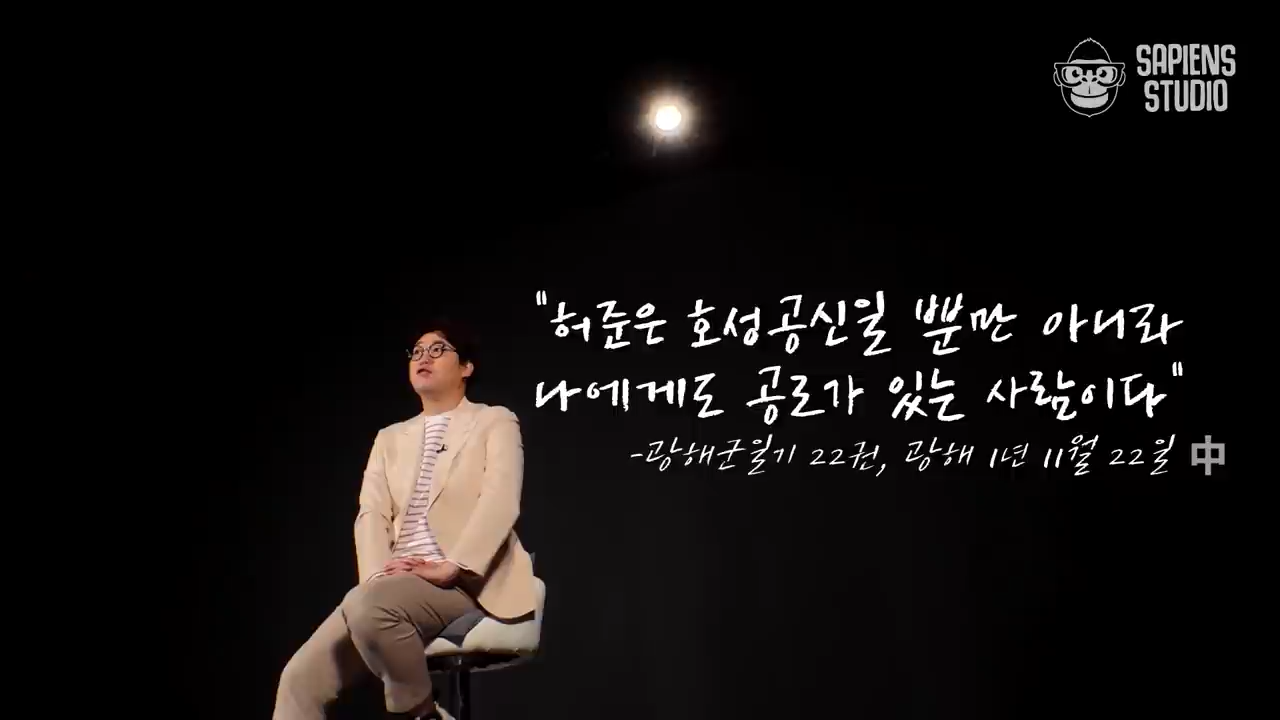 SAPIENS
STUDIO
"허준은 호성공신일 뿐만 아니라
나에게도 공로가 있는 사람이다"
-광해군일기 22권, 광해 1년 11월 22일 中